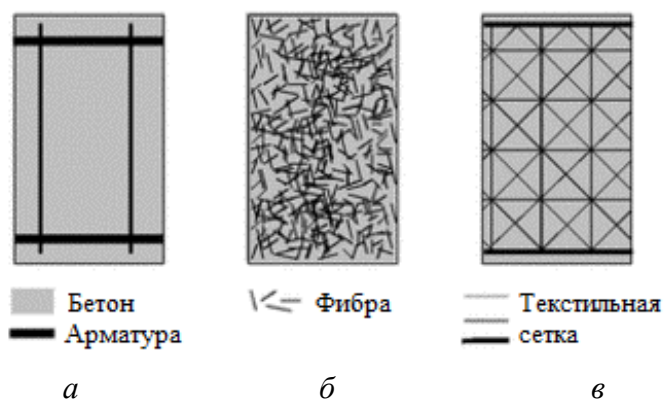 Бетон
Арматура
Фибра
Текстильная
сетка
а
б
в